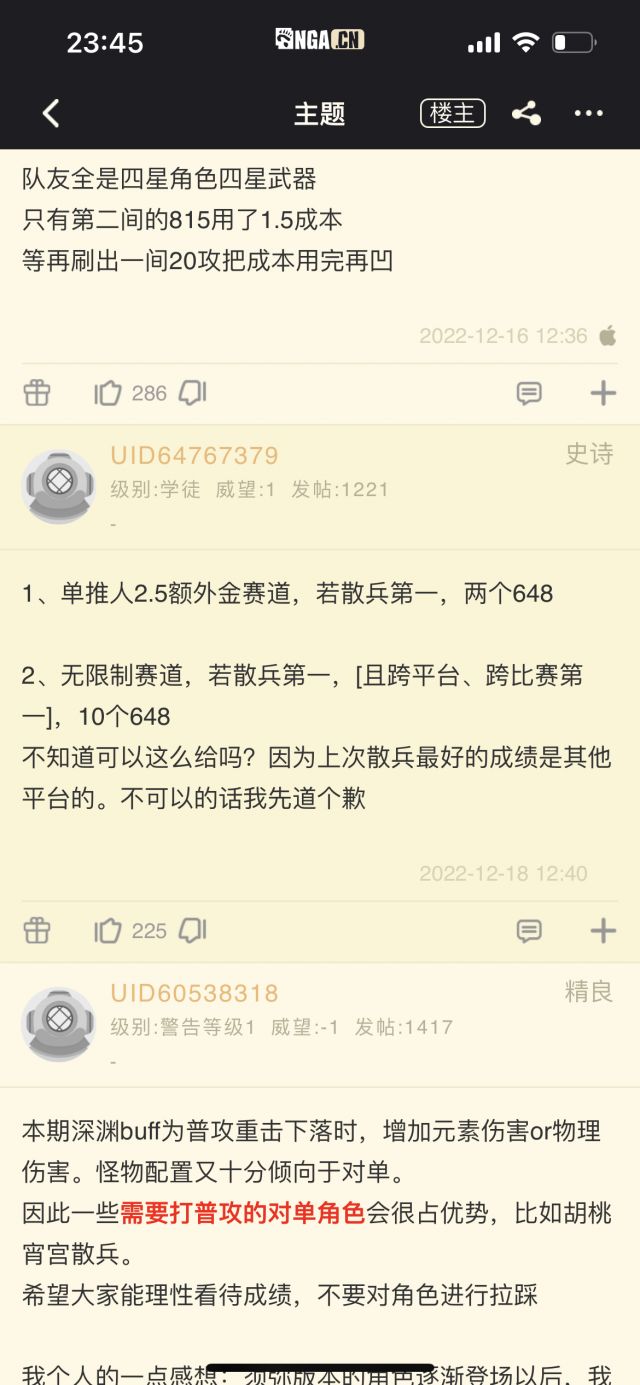 23:45
NGA.CN
主题
楼主
队友全是四星角色四星武器
只有第二间的815用了1.5成本
等再刷出一间20攻把成本用完再凹
2022-12-16 12:36
286
UID64767379
史诗
级别:学徒 威望:1 发帖:1221
-
1、单推人2.5额外金赛道，若散兵第一，两个648
2、无限制赛道，若散兵第一，[且跨平台、跨比赛第
一]，10个648
不知道可以这么给吗？因为上次散兵最好的成绩是其他
平台的。不可以的话我先道个歉
2022-12-18 12:40
225
UID60538318
精良
级别:警告等级1 威望:-1 发帖:1417
-
本期深渊buff为普攻重击下落时，增加元素伤害or物理
伤害。怪物配置又十分倾向于对单。
因此一些需要打普攻的对单角色会很占优势，比如胡桃
宵宫散兵。
希望大家能理性看待成绩，不要对角色进行拉踩
我个人的一点感想：须弥版本的角色逐渐登场以后，我